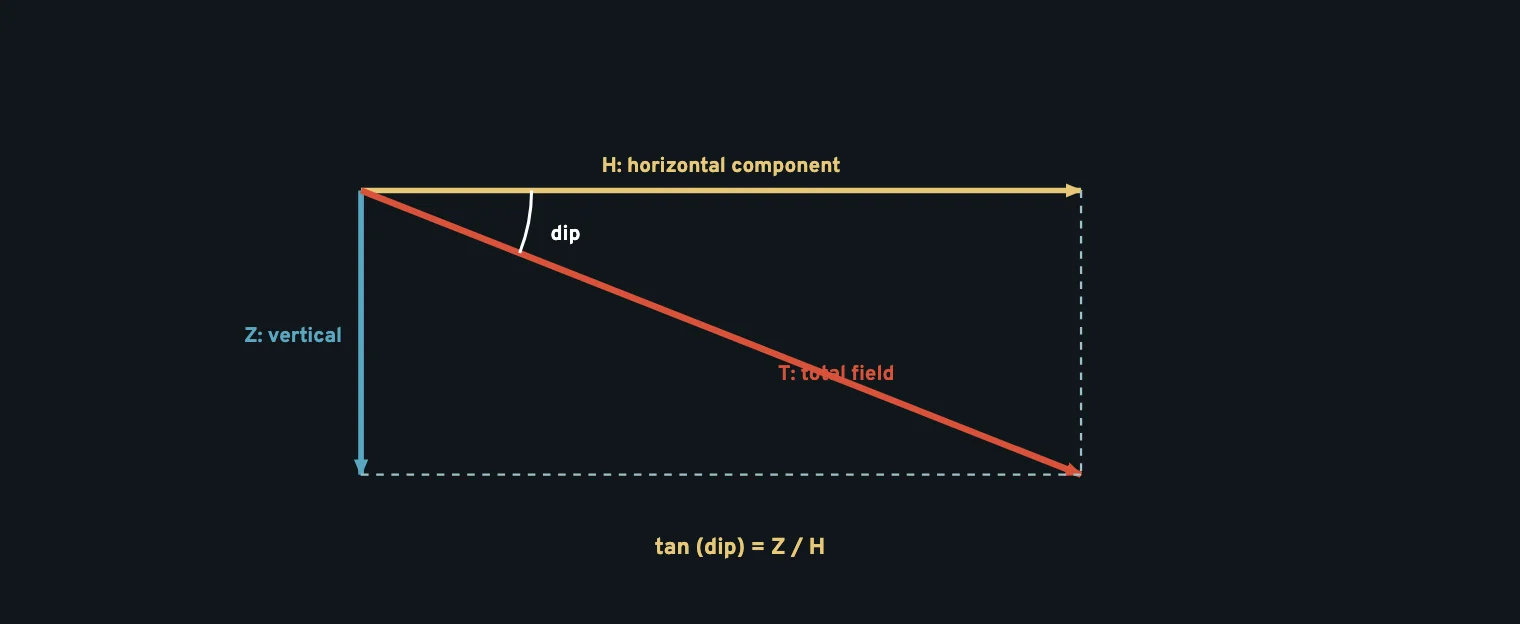 H: horizontal component
dip
Z: vertical
T: total field
tan (dip) = Z / H